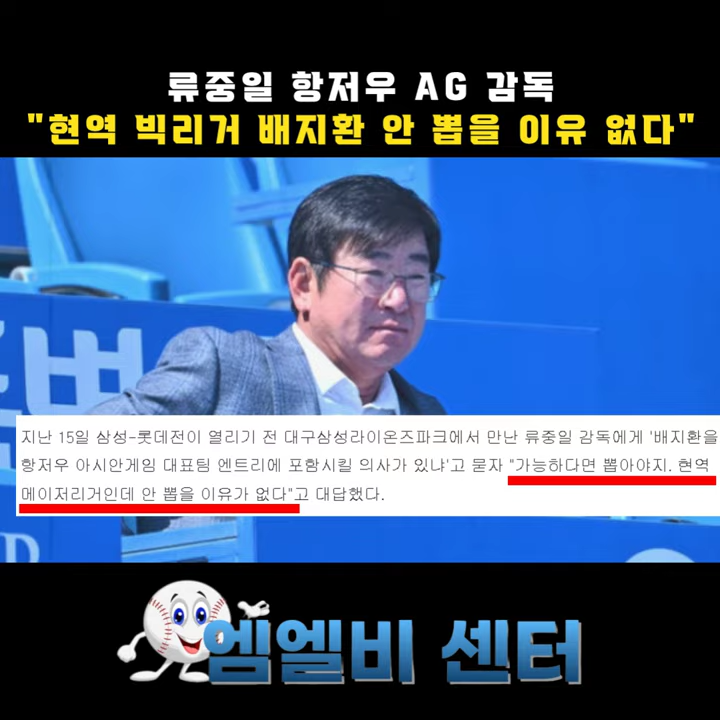 류중일 항저우 AG 감독
"현역 빅리거 배지환 안 뽑을 이유 없다"
지난 15일 삼성-롯데전이 열리기 전 대구삼성라이온즈파크에서 만난 류중일 감독에게 '배지환을
항저우 아시안게임 대표팀 엔트리에 포함시킬 의사가 있냐'고 묻자 "가능하다면 뽑아야지. 현역
메이저리거인데 안 뽑을 이유가 없다"고 대답했다.
엠엘비 센터